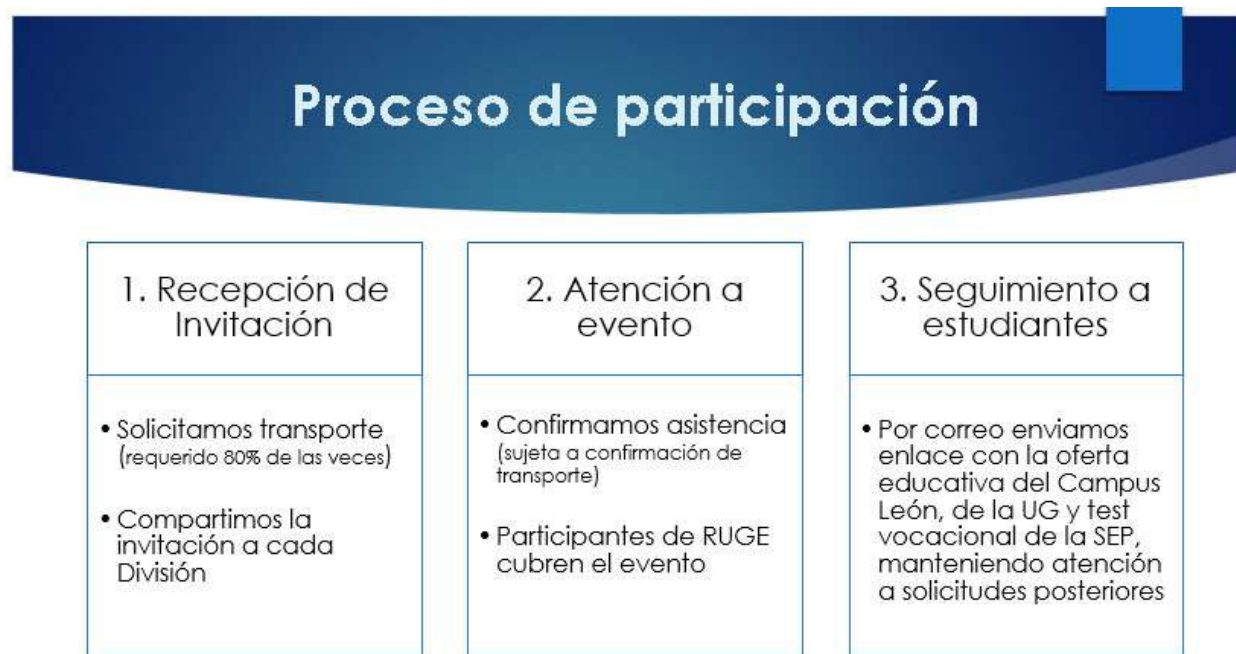 Proceso de participación
1. Recepción de
Invitación
• Solicitamos transporte
(requerido 80% de las veces)
• Compartimos la
invitación a cada
División
2. Atención a
evento
• Confirmamos asistencia
(sujeta a confirmación de
transporte)
• Participantes de RUGE
cubren el evento
3. Seguimiento a
estudiantes
• Por correo enviamos
enlace con la oferta
educativa del Campus
León, de la UG y test
vocacional de la SEP,
manteniendo atención
a solicitudes posteriores